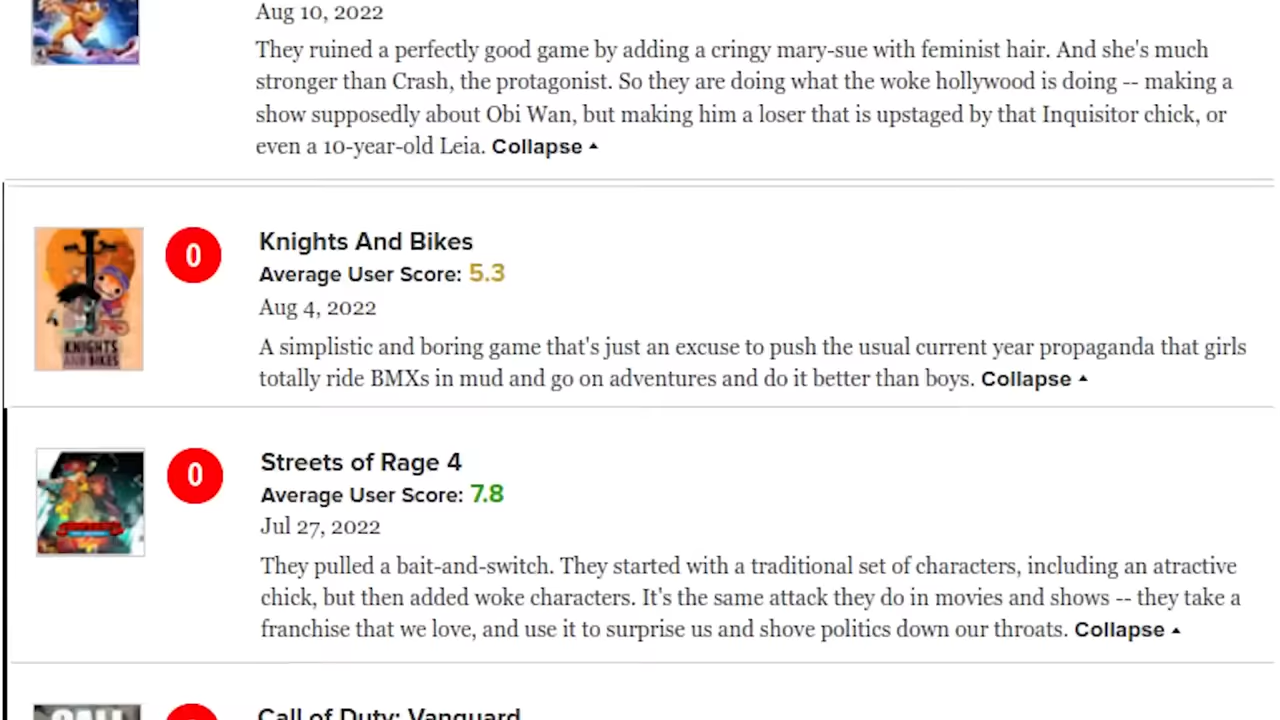 Aug 10, 2022
They ruined a perfectly good game by adding a cringy mary-sue with feminist hair. And she's much
stronger than Crash, the protagonist. So they are doing what the woke hollywood is doing -- making a
show supposedly about Obi Wan, but making him a loser that is upstaged by that Inquisitor chick, or
even a 10-year-old Leia. Collapse ▲
0
Knights And Bikes
Average User Score: 5.3
Aug 4, 2022
KNIGHTS
AND BIKES
A simplistic and boring game that's just an excuse to push the usual current year propaganda that girls
totally ride BMXs in mud and go on adventures and do it better than boys. Collapse ▲
0
Streets of Rage 4
Average User Score: 7.8
Jul 27, 2022
They pulled a bait-and-switch. They started with a traditional set of characters, including an atractive
chick, but then added woke characters. It's the same attack they do in movies and shows -- they take a
franchise that we love, and use it to surprise us and shove politics down our throats. Collapse ▲
CALL
Call of Duty: Vanguard